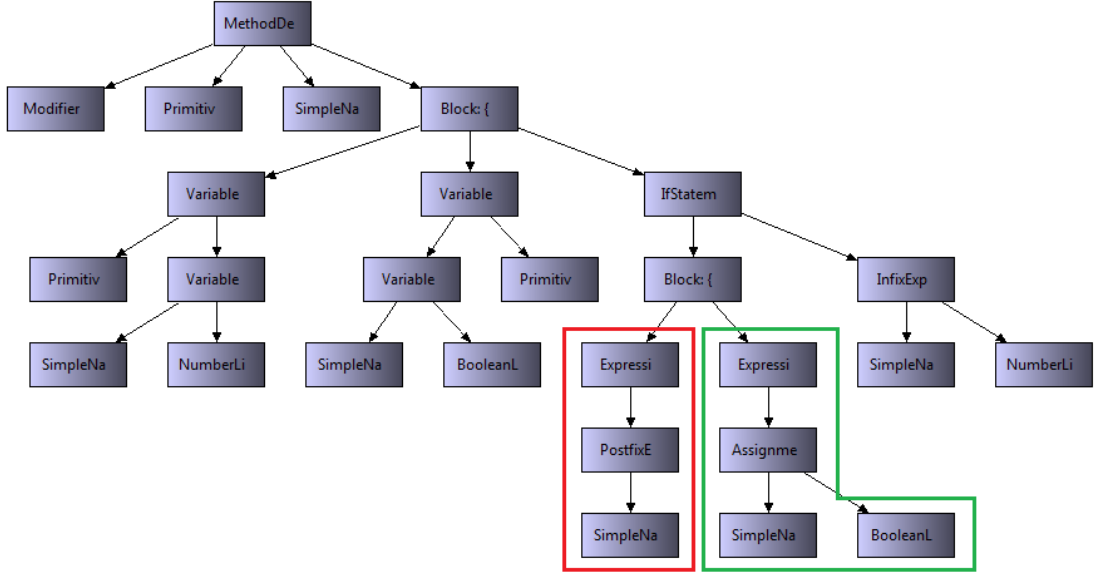 MethodDe
Modifier
Primitiv
SimpleNa
Block: {
Variable
Variable
IfStatem
Primitiv
Variable
Variable
Primitiv
Block: {
InfixExp
SimpleNa
NumberLi
SimpleNa
BooleanL
Expressi
Expressi
SimpleNa
NumberLi
PostfixE
Assignme
SimpleNa
SimpleNa
BooleanL